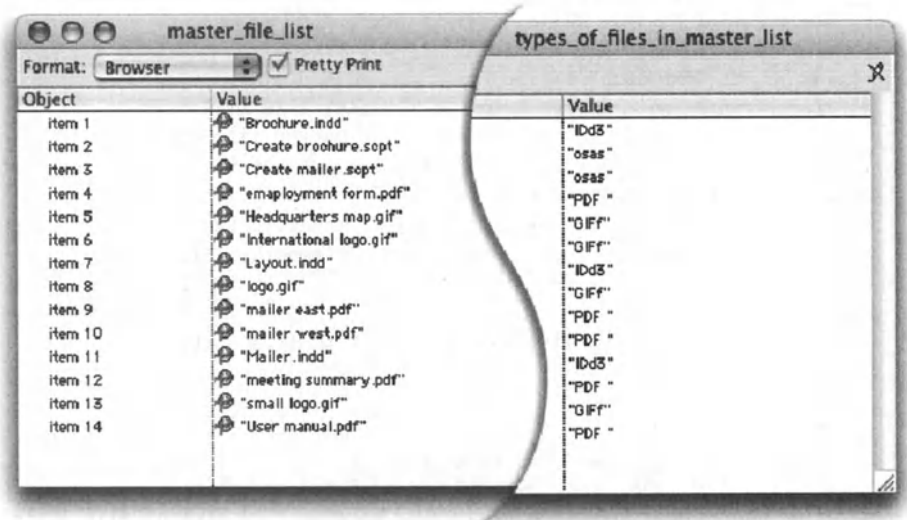 master_file_list
types_of_files_in_master_list
Format: Browser Pretty Print
Object Value Value
item 1 "Brochure.indd" "IDd3"
item 2 "Create brochure.scpt" "osas"
item 3 "Create mailer.scpt" "osas"
item 4 "emaployment form.pdf" "PDF "
item 5 "Headquarters map.gif" "GIFf"
item 6 "International logo.gif" "GIFf"
item 7 "Layout.indd" "IDd3"
item 8 "logo.gif" "GIFf"
item 9 "mailer east.pdf" "PDF "
item 10 "mailer west.pdf" "PDF "
item 11 "Mailer.indd" "IDd3"
item 12 "meeting summary.pdf" "PDF "
item 13 "small logo.gif" "GIFf"
item 14 "User manual.pdf" "PDF "